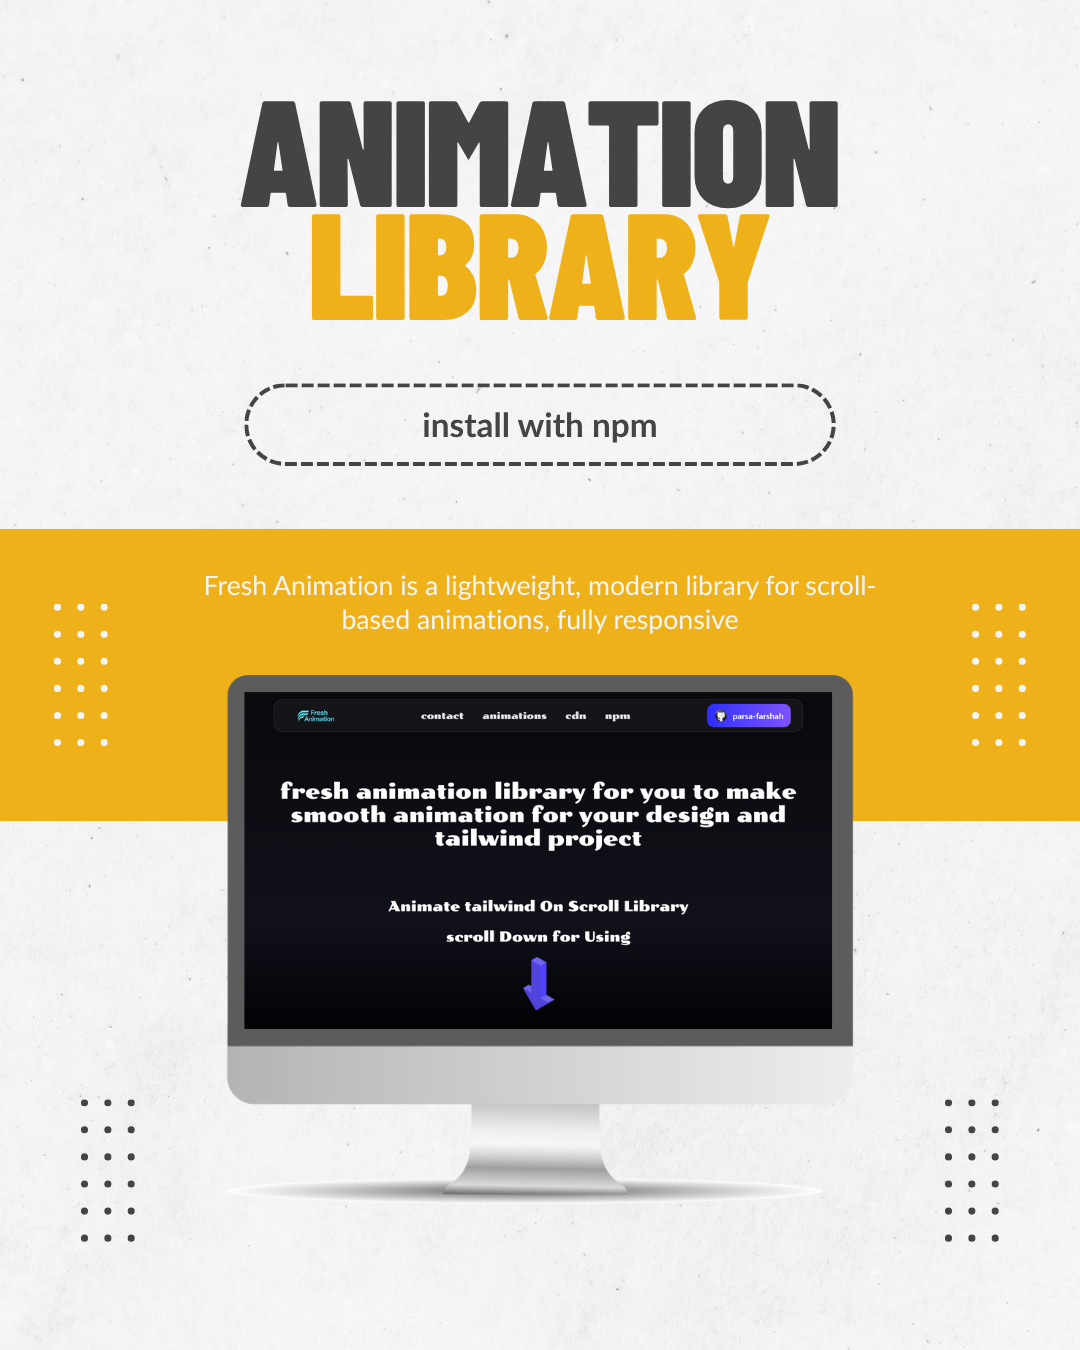 ANIMATION
LIBRARY
install with npm
Fresh Animation is a lightweight, modern library for scroll-
based animations, fully responsive
Fresh
Animation
contact animations cdn npm
parsa-farshah
fresh animation library for you to make
smooth animation for your design and
tailwind project
Animate tailwind On Scroll Library
scroll Down for Using